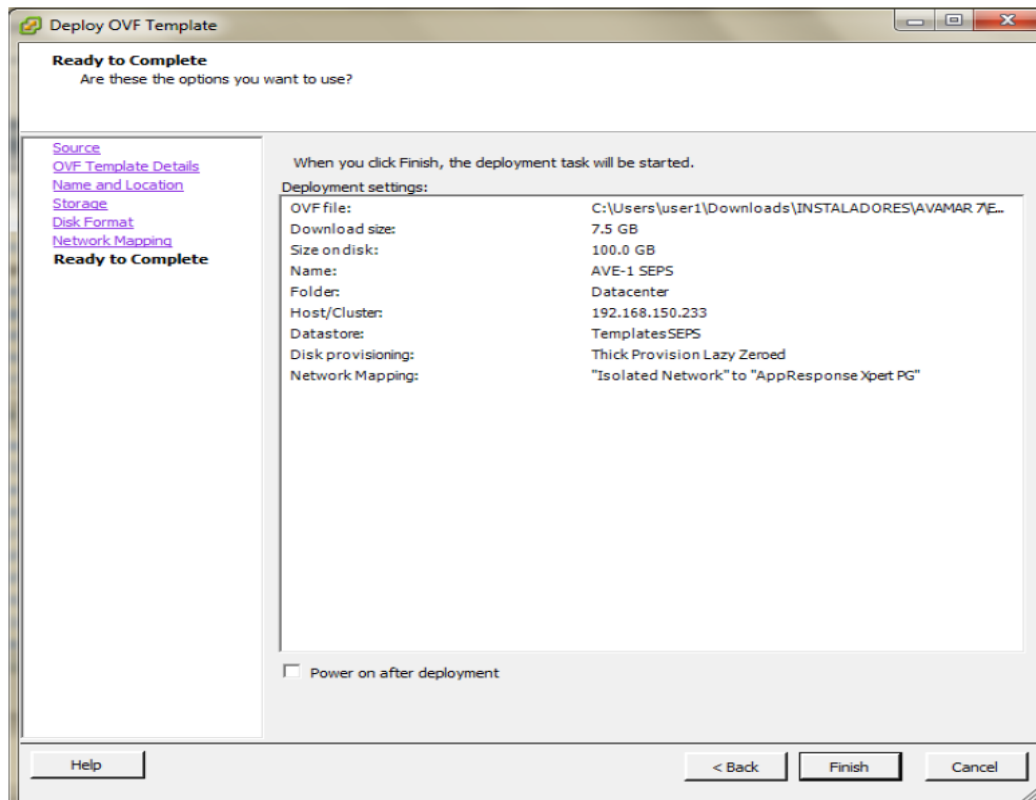 Deploy OVF Template
Ready to Complete
Are these the options you want to use?
Source
OVF Template Details
Name and Location
Storage
Disk Format
Network Mapping
Ready to Complete
When you click Finish, the deployment task will be started.
Deployment settings:
OVF file: C:\Users\user1\Downloads\INSTALADORES\AVAMAR 7\E...
Download size: 7.5 GB
Size on disk: 100.0 GB
Name: AVE-1 SEPS
Folder: Datacenter
Host/Cluster: 192.168.150.233
Datastore: TemplatesSEPS
Disk provisioning: Thick Provision Lazy Zeroed
Network Mapping: "Isolated Network" to "AppResponse Xpert PG"
Power on after deployment
Help < Back Finish Cancel